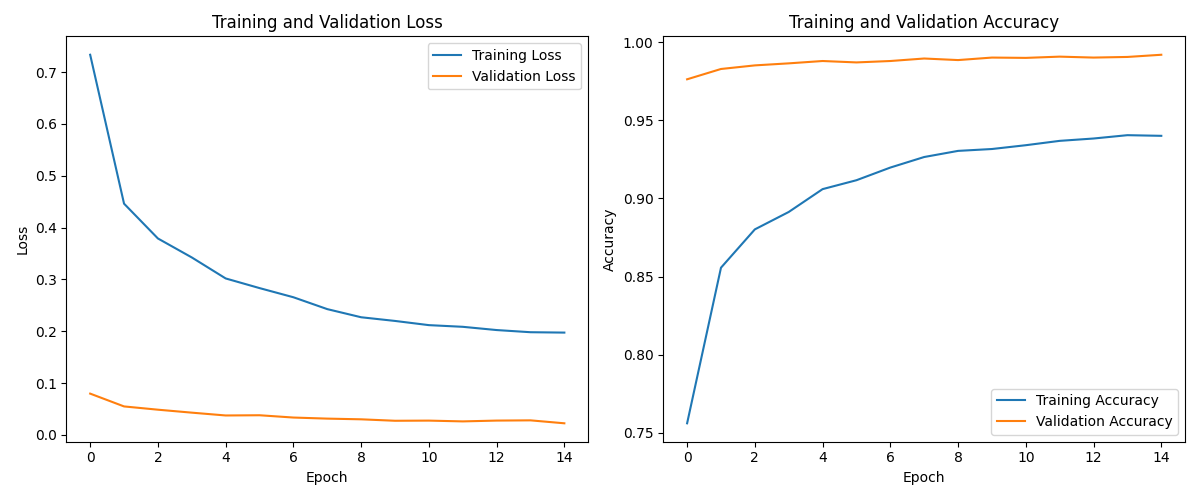 Training and Validation Loss
Training Loss
Validation Loss
0.7
0.6
0.5
0.4
0.3
0.2
0.1
0.0
Loss
0 2 4 6 8 10 12 14
Epoch
Training and Validation Accuracy
1.00
0.95
0.90
0.85
0.80
0.75
Accuracy
Training Accuracy
Validation Accuracy
0 2 4 6 8 10 12 14
Epoch